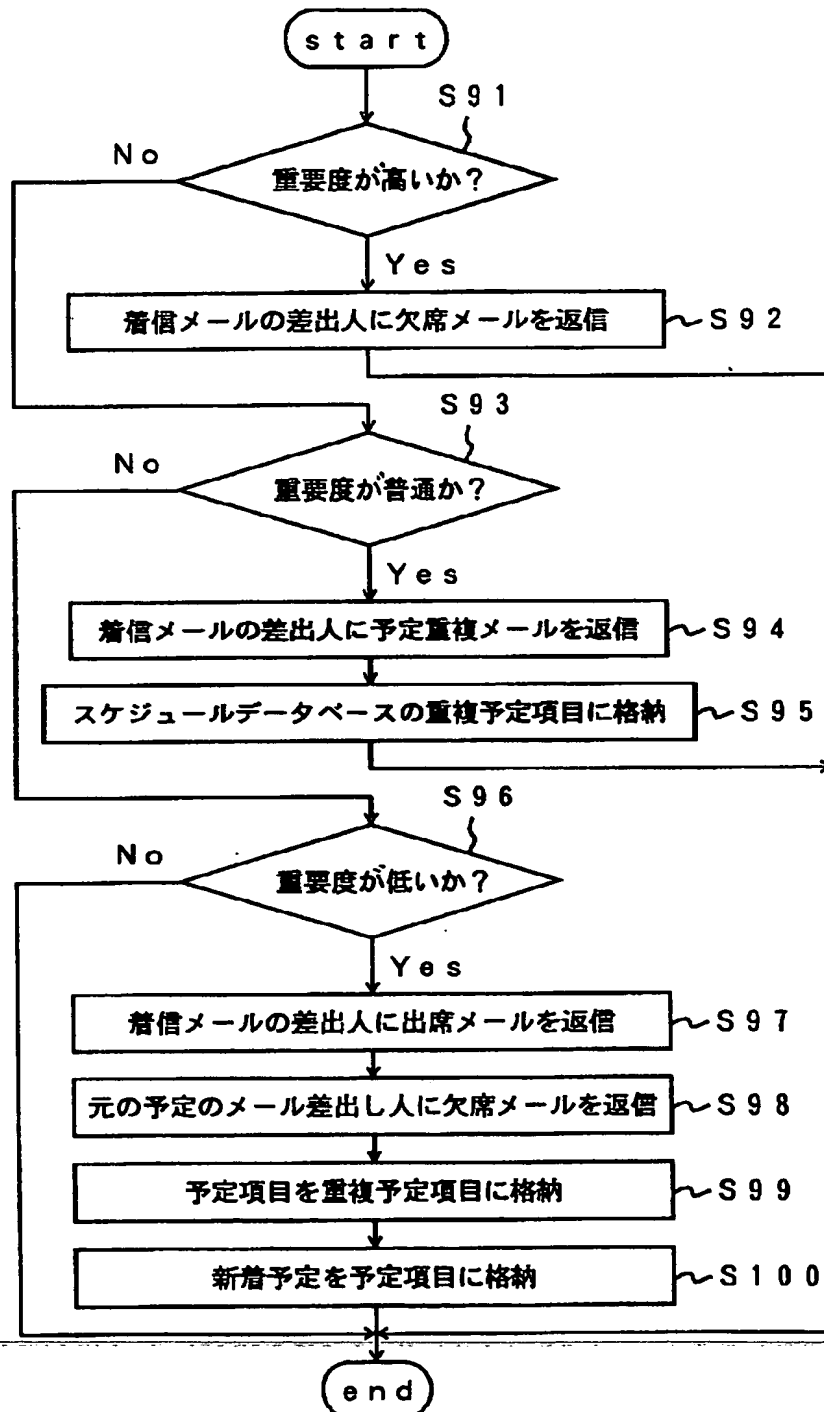 start
S91
No
重要度が高いか？
Yes
着信メールの差出人に欠席メールを返信
S92
S93
No
重要度が普通か？
Yes
着信メールの差出人に予定重複メールを返信
S94
スケジュールデータベースの重複予定項目に格納
S95
S96
No
重要度が低いか？
Yes
着信メールの差出人に出席メールを返信
S97
元の予定のメール差出し人に欠席メールを返信
S98
予定項目を重複予定項目に格納
S99
新着予定を予定項目に格納
S100
end